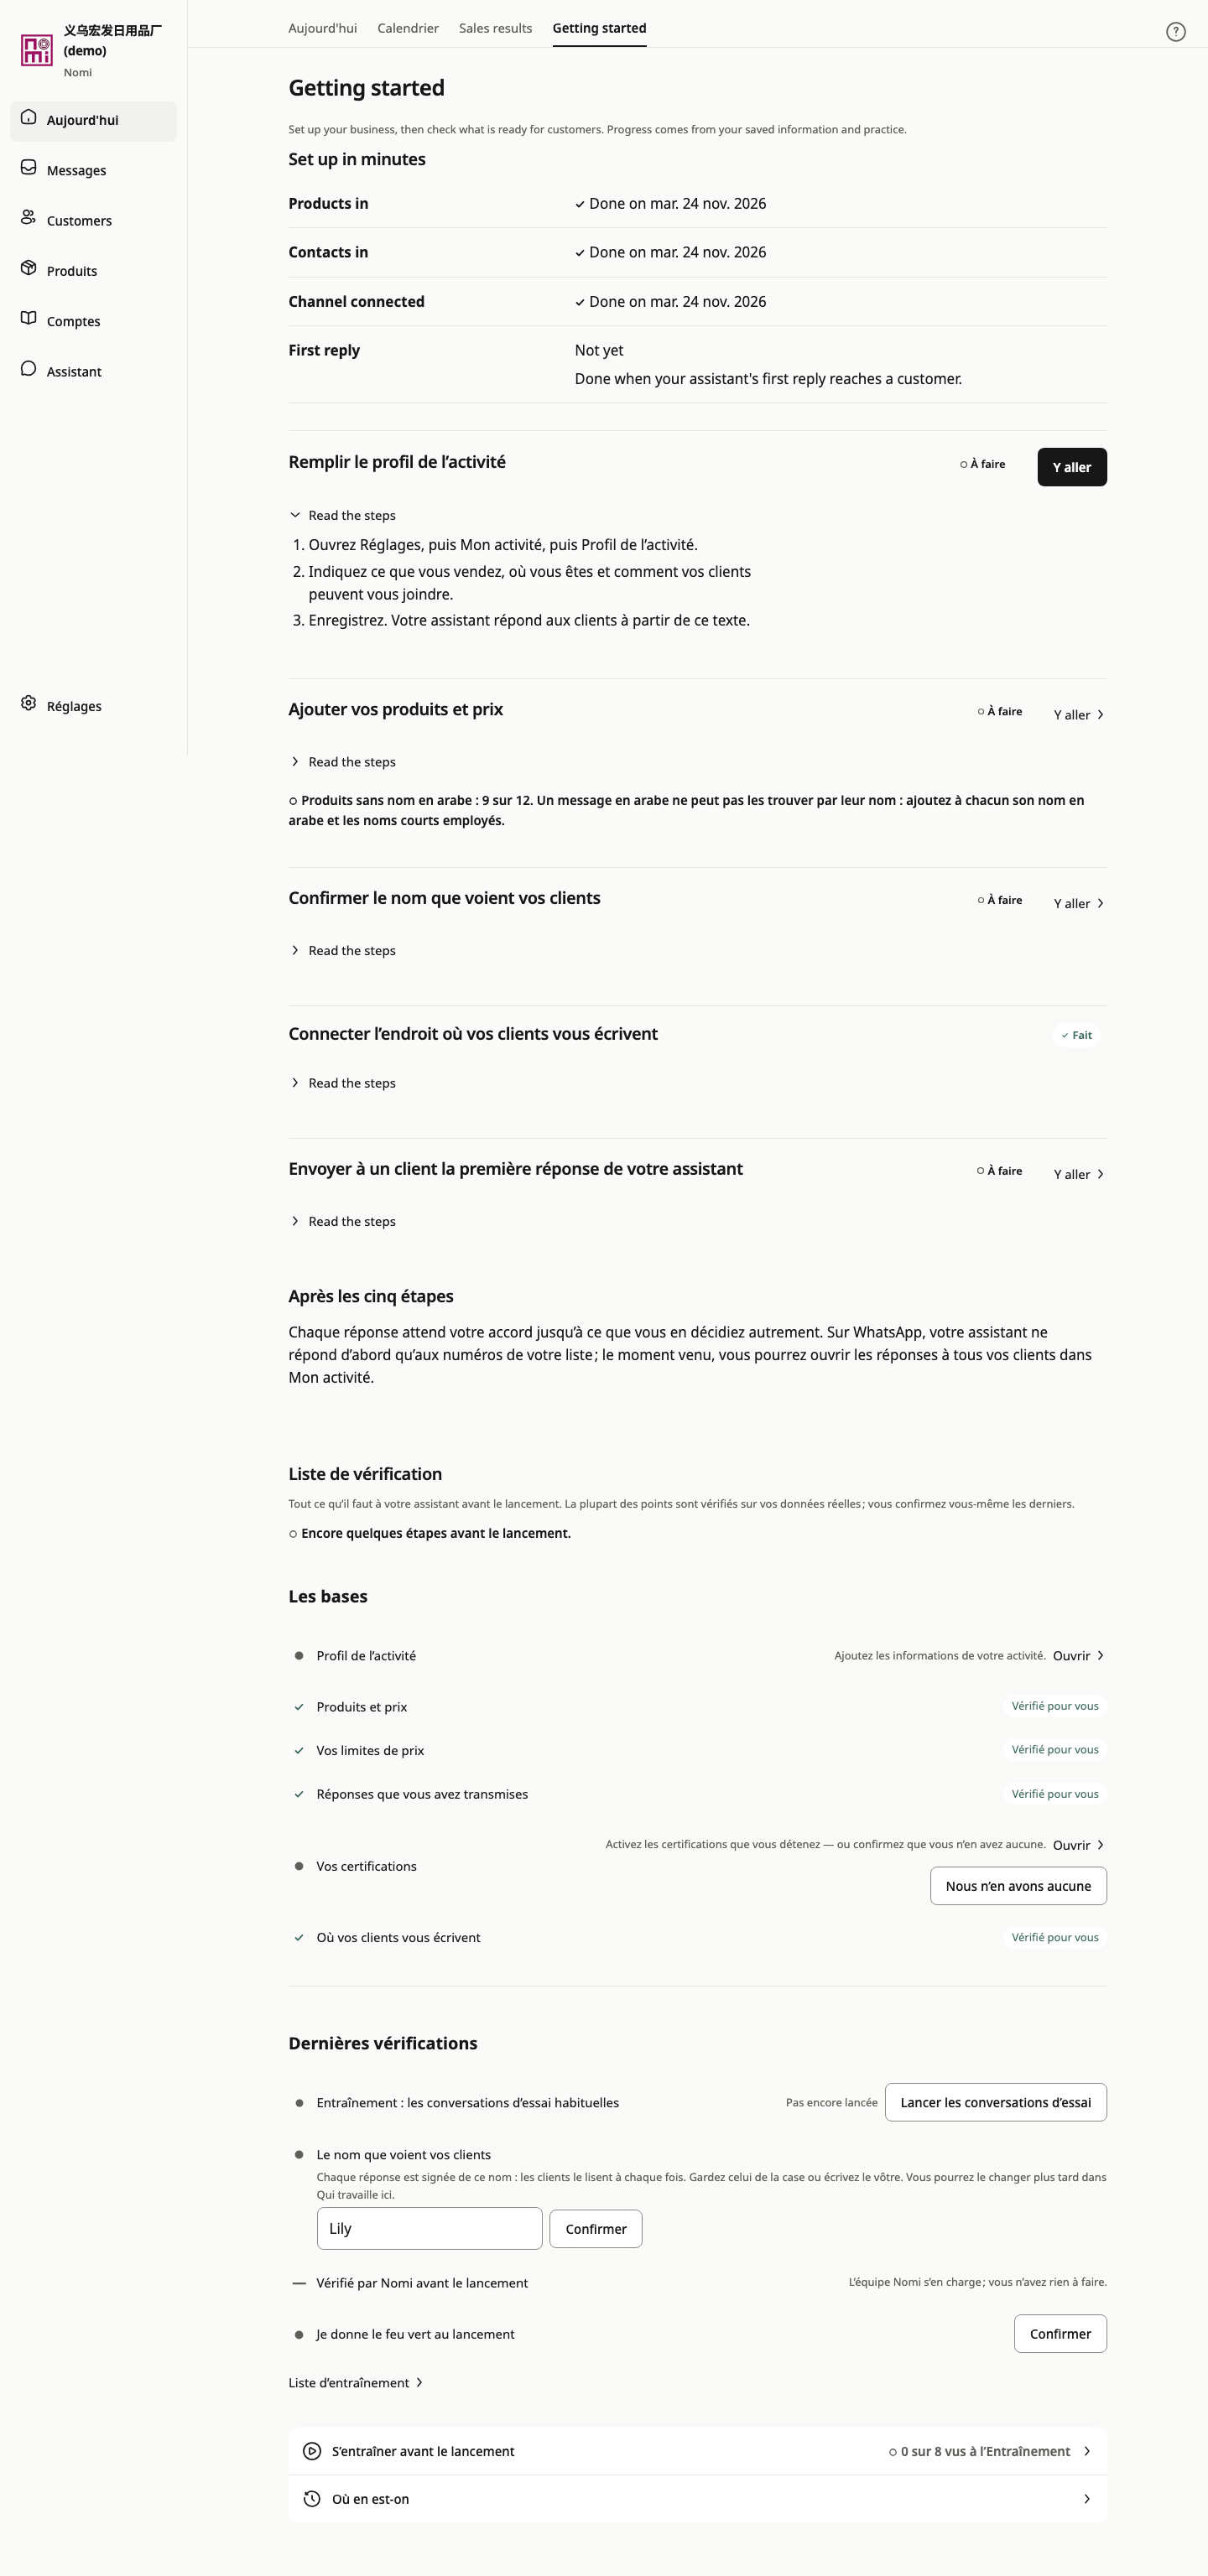 义乌宏发日用品厂
(demo)
Nomi
Aujourd'hui
Messages
Customers
Produits
Comptes
Assistant
Réglages
Aujourd'hui
Calendrier
Sales results
Getting started
Getting started
Set up your business, then check what is ready for customers. Progress comes from your saved information and practice.
Set up in minutes
Products in
Done on mar. 24 nov. 2026
Contacts in
Done on mar. 24 nov. 2026
Channel connected
Done on mar. 24 nov. 2026
First reply
Not yet
Done when your assistant's first reply reaches a customer.
Remplir le profil de l’activité
À faire
Y aller
Read the steps
1. Ouvrez Réglages, puis Mon activité, puis Profil de l’activité.
2. Indiquez ce que vous vendez, où vous êtes et comment vos clients
peuvent vous joindre.
3. Enregistrez. Votre assistant répond aux clients à partir de ce texte.
Ajouter vos produits et prix
À faire
Y aller
Read the steps
Produits sans nom en arabe : 9 sur 12. Un message en arabe ne peut pas les trouver par leur nom : ajoutez à chacun son nom en
arabe et les noms courts employés.
Confirmer le nom que voient vos clients
À faire
Y aller
Read the steps
Connecter l’endroit où vos clients vous écrivent
Fait
Read the steps
Envoyer à un client la première réponse de votre assistant
À faire
Y aller
Read the steps
Après les cinq étapes
Chaque réponse attend votre accord jusqu’à ce que vous en décidiez autrement. Sur WhatsApp, votre assistant ne
répond d’abord qu’aux numéros de votre liste ; le moment venu, vous pourrez ouvrir les réponses à tous vos clients dans
Mon activité.
Liste de vérification
Tout ce qu’il faut à votre assistant avant le lancement. La plupart des points sont vérifiés sur vos données réelles ; vous confirmez vous-même les derniers.
Encore quelques étapes avant le lancement.
Les bases
Profil de l’activité
Ajoutez les informations de votre activité.
Ouvrir
Produits et prix
Vérifié pour vous
Vos limites de prix
Vérifié pour vous
Réponses que vous avez transmises
Vérifié pour vous
Vos certifications
Activez les certifications que vous détenez — ou confirmez que vous n’en avez aucune.
Ouvrir
Nous n’en avons aucune
Où vos clients vous écrivent
Vérifié pour vous
Dernières vérifications
Entraînement : les conversations d’essai habituelles
Pas encore lancée
Lancer les conversations d’essai
Le nom que voient vos clients
Chaque réponse est signée de ce nom : les clients le lisent à chaque fois. Gardez celui de la case ou écrivez le vôtre. Vous pourrez le changer plus tard dans
Qui travaille ici.
Lily
Confirmer
Vérifié par Nomi avant le lancement
L’équipe Nomi s’en charge ; vous n’avez rien à faire.
Je donne le feu vert au lancement
Confirmer
Liste d’entraînement
S’entraîner avant le lancement
0 sur 8 vus à l’Entraînement
Où en est-on